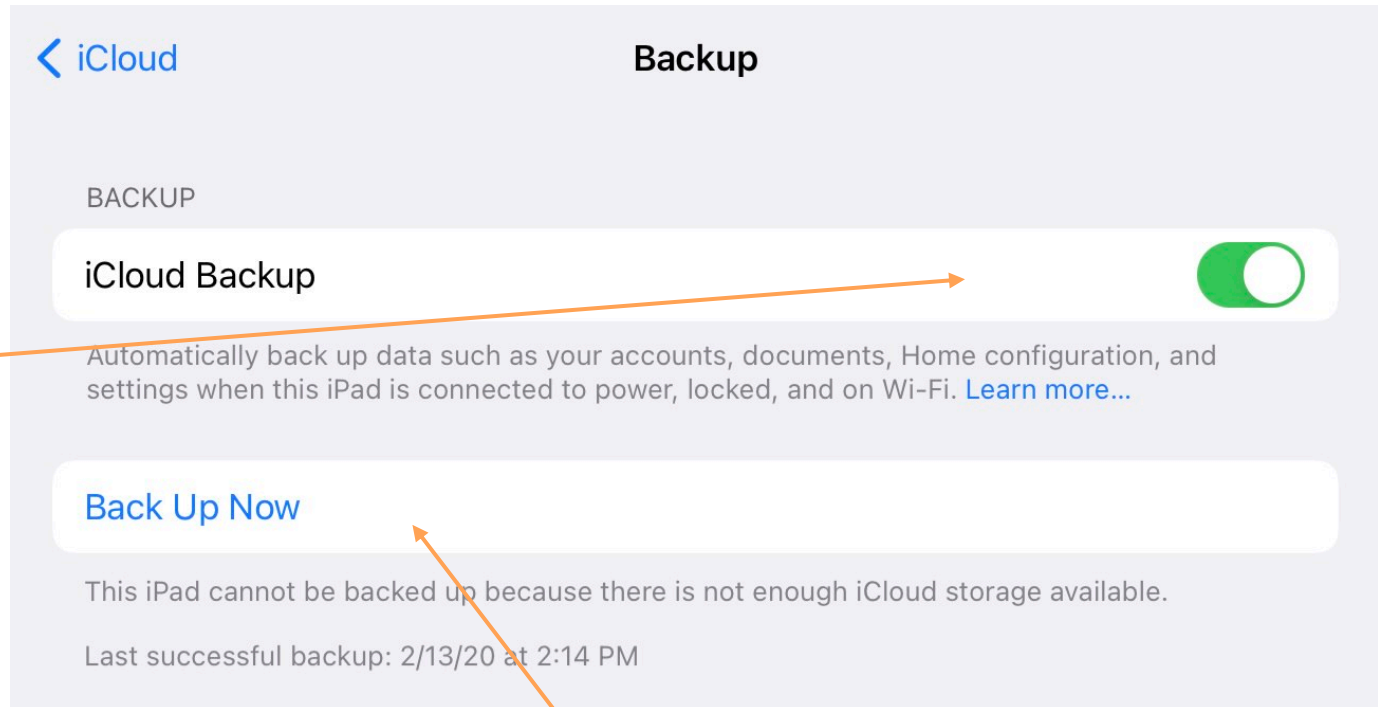 iCloud
Backup
BACKUP
iCloud Backup
Automatically back up data such as your accounts, documents, Home configuration, and
settings when this iPad is connected to power, locked, and on Wi-Fi. Learn more...
Back Up Now
This iPad cannot be backed up because there is not enough iCloud storage available.
Last successful backup: 2/13/20 at 2:14 PM